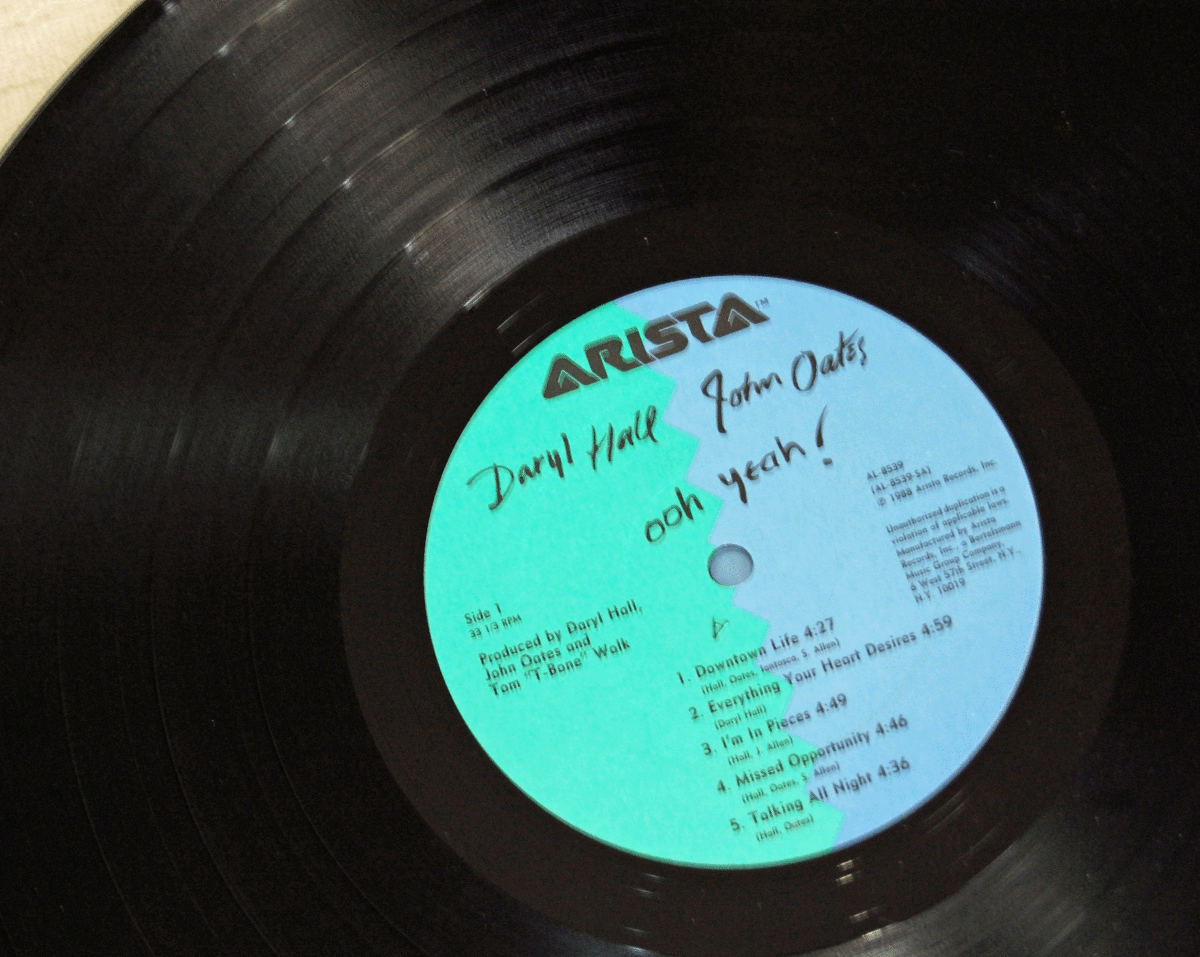 ARISTA™
Daryl Hall John Oates
ooh yeah!
AL-8539
(AL-8539-SA)
© 1988 Arista Records, Inc.
Unauthorized duplication is a
violation of applicable laws.
Manufactured by Arista
Records, Inc., a Bertelsmann
Music Group Company,
6 West 57th Street, N.Y.,
N.Y. 10019
Side 1
33 1/3 RPM
Produced by Daryl Hall,
John Oates and
Tom "T-Bone" Wolk
1. Downtown Life 4:27
(Hall, Oates, Iantosca, S. Allen)
2. Everything Your Heart Desires 4:59
(Daryl Hall)
3. I'm In Pieces 4:49
(Hall, J. Allen)
4. Missed Opportunity 4:46
(Hall, Oates, S. Allen)
5. Talking All Night 4:36
(Hall, Oates)